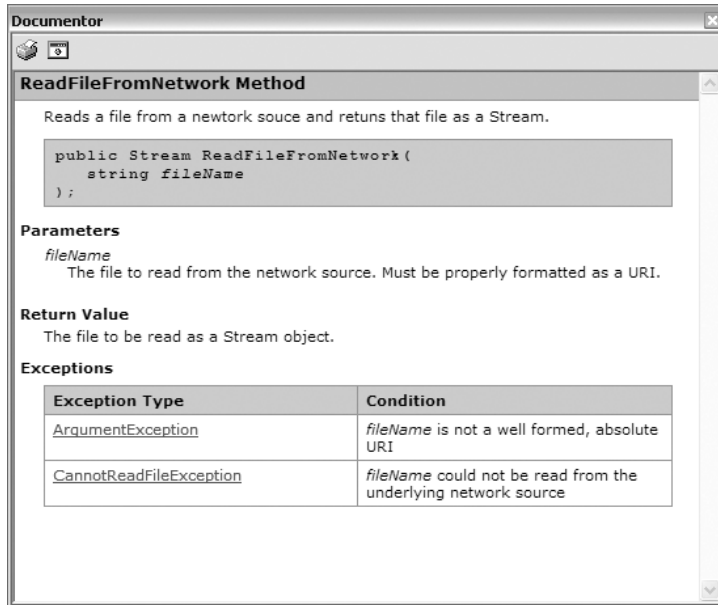 Documentor
ReadFileFromNetwork Method
Reads a file from a newtork souce and retuns that file as a Stream.
public Stream ReadFileFromNetwork(
string fileName
);
Parameters
fileName
The file to read from the network source. Must be properly formatted as a URI.
Return Value
The file to be read as a Stream object.
Exceptions
Exception Type Condition
ArgumentException fileName is not a well formed, absolute
URI
CannotReadFileException fileName could not be read from the
underlying network source